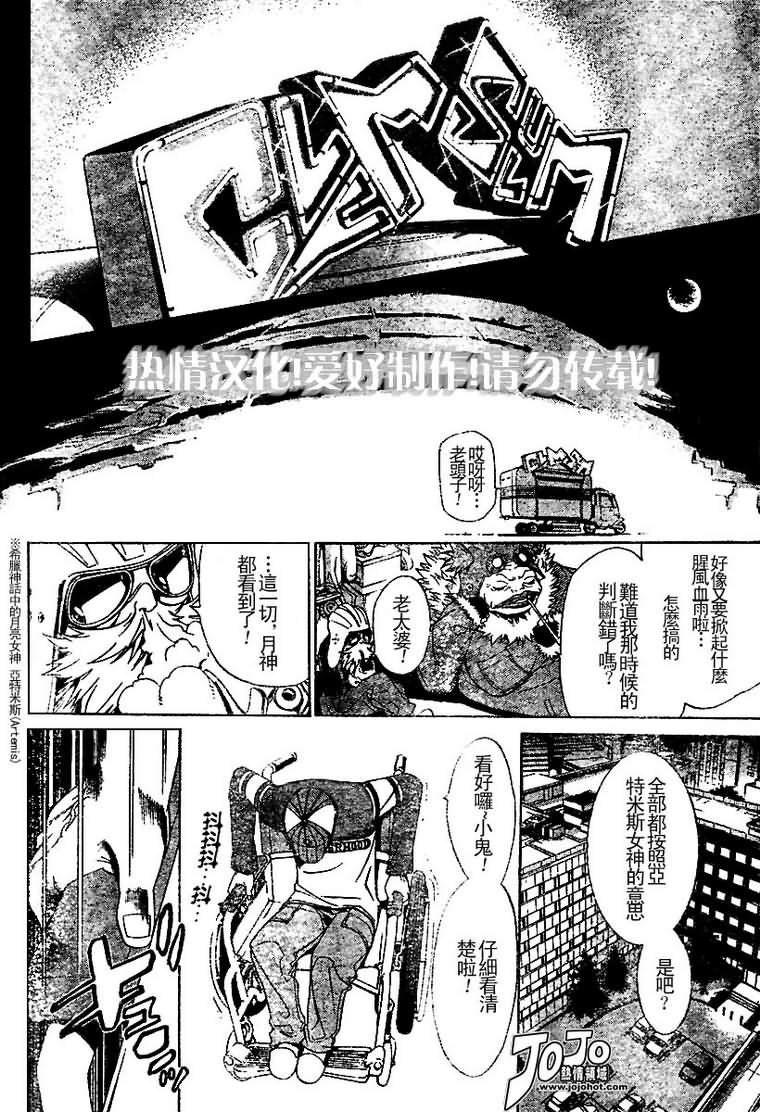 CLIMAXUM
热情汉化!爱好制作!请勿转载!
哎呀呀…
老頭子！
好像又要掀起什麼
腥風血雨啦…
怎麼搞的
難道我那時候的
判斷錯了嗎？
老太婆！
…這一切，月神
都看到了！
※希臘神話中的月亮女神 亞特米斯(Artemis)
全部都按照亞
特米斯女神的意思
是吧？
看好囉~小鬼！
仔細看清
楚啦！
抖抖…
抖…
RHOOD
ギュッ
JOJO
熱情領域
www.jojohot.com